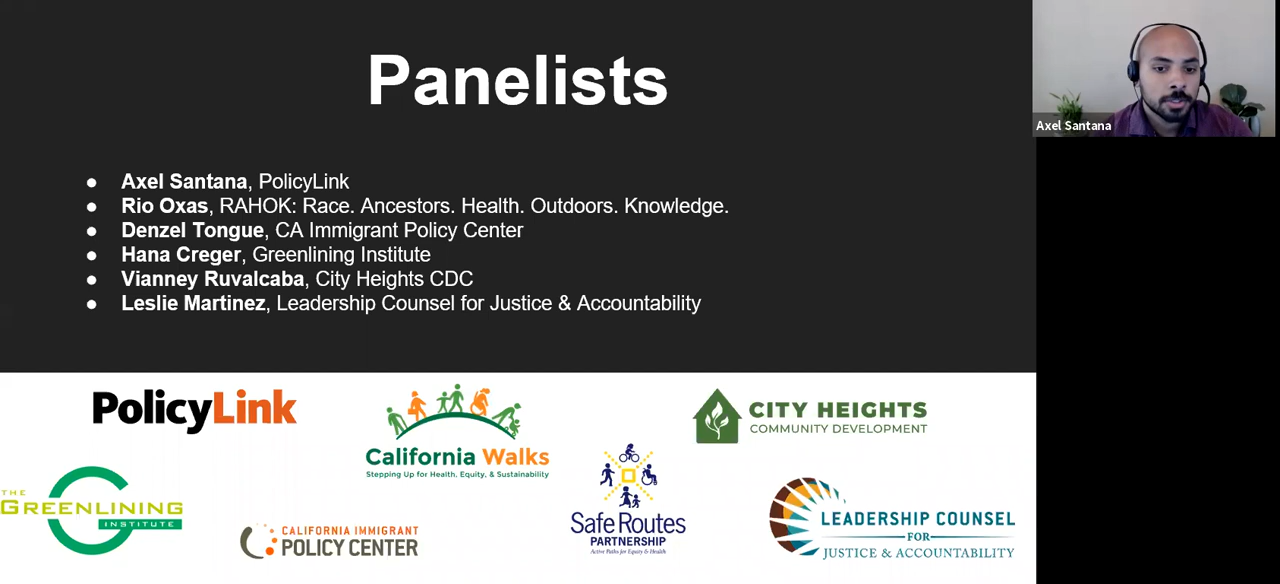 Panelists
Axel Santana
● Axel Santana, PolicyLink
● Rio Oxas, RAHOK: Race. Ancestors. Health. Outdoors. Knowledge.
● Denzel Tongue, CA Immigrant Policy Center
● Hana Creger, Greenlining Institute
● Vianney Ruvalcaba, City Heights CDC
● Leslie Martinez, Leadership Counsel for Justice & Accountability
PolicyLink
California Walks
Stepping Up for Health, Equity, & Sustainability
CITY HEIGHTS
COMMUNITY DEVELOPMENT
THE
GREENLINING
INSTITUTE
CALIFORNIA IMMIGRANT
POLICY CENTER
Safe Routes
PARTNERSHIP
Active Paths for Equity & Health
LEADERSHIP COUNSEL
FOR
JUSTICE & ACCOUNTABILITY